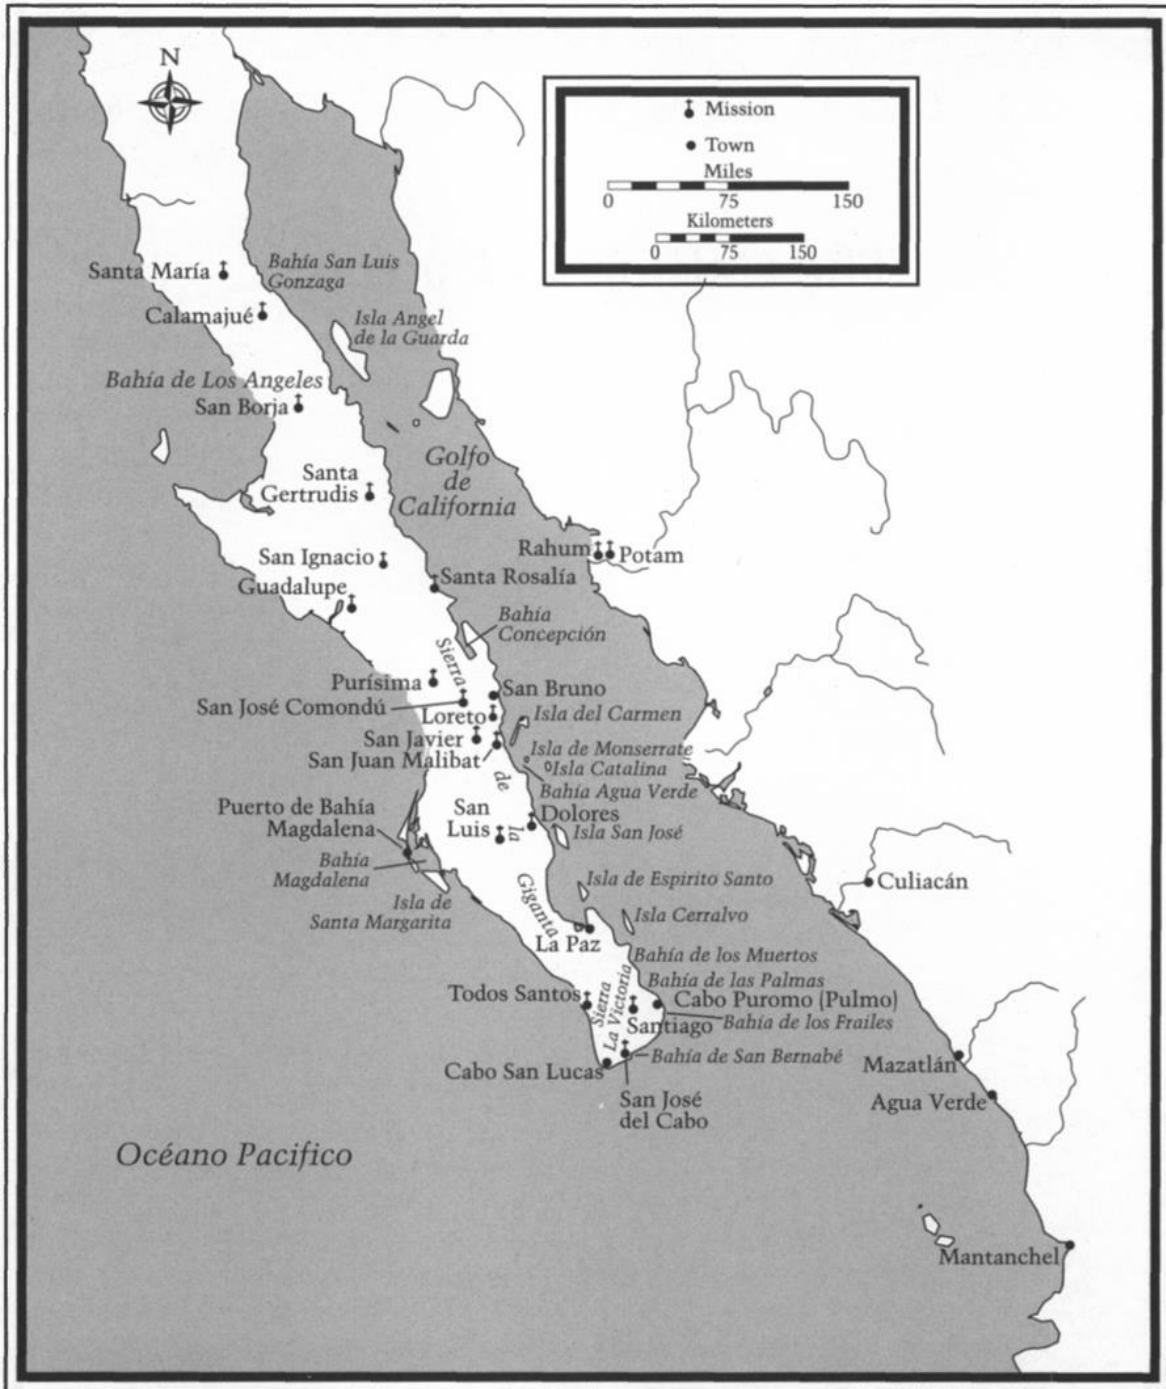 N
Mission
Town
Miles
0 75 150
Kilometers
0 75 150
Santa María
Bahía San Luis
Gonzaga
Calamajué
Isla Angel
de la Guarda
Bahía de Los Angeles
San Borja
Golfo
de
California
Santa
Gertrudis
Rahum
Potam
San Ignacio
Santa Rosalía
Guadalupe
Bahía
Concepción
Sierra
de
la
Giganta
Purísima
San Bruno
San José Comondú
Loreto
Isla del Carmen
San Javier
San Juan Malibat
Isla de Monserrate
Isla Catalina
Bahía Agua Verde
Puerto de Bahía
Magdalena
San
Luis
Dolores
Isla San José
Bahía
Magdalena
Isla de
Santa Margarita
Isla de Espirito Santo
Culiacán
Isla Cerralvo
La Paz
Bahía de los Muertos
Bahía de las Palmas
Todos Santos
Sierra
La Victoria
Cabo Puromo (Pulmo)
Santiago
Bahía de los Frailes
Bahía de San Bernabé
Cabo San Lucas
San José
del Cabo
Mazatlán
Agua Verde
Océano Pacifico
Mantanchel